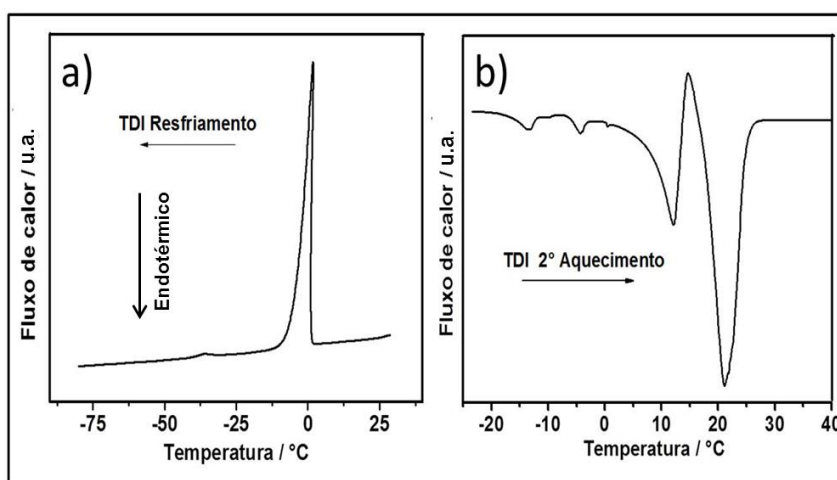 a)
TDI Resfriamento
Endotérmico
Fluxo de calor / u.a.
-75
-50
-25
0
25
Temperatura / °C
b)
TDI 2° Aquecimento
Fluxo de calor / u.a.
-20
-10
0
10
20
30
40
Temperatura / °C